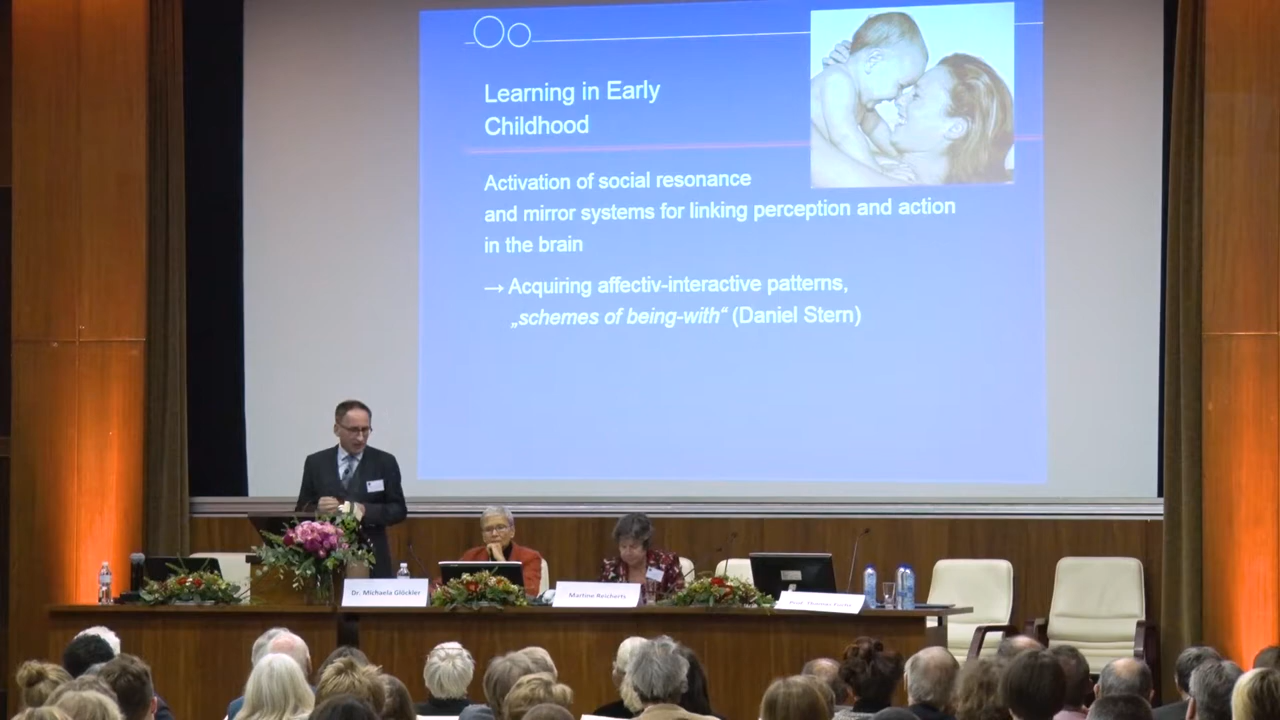 Learning in Early
Childhood
Activation of social resonance
and mirror systems for linking perception and action
in the brain
→ Acquiring affectiv-interactive patterns,
„schemes of being-with“ (Daniel Stern)
Dr. Michaela Glöckler
Martine Reicherts